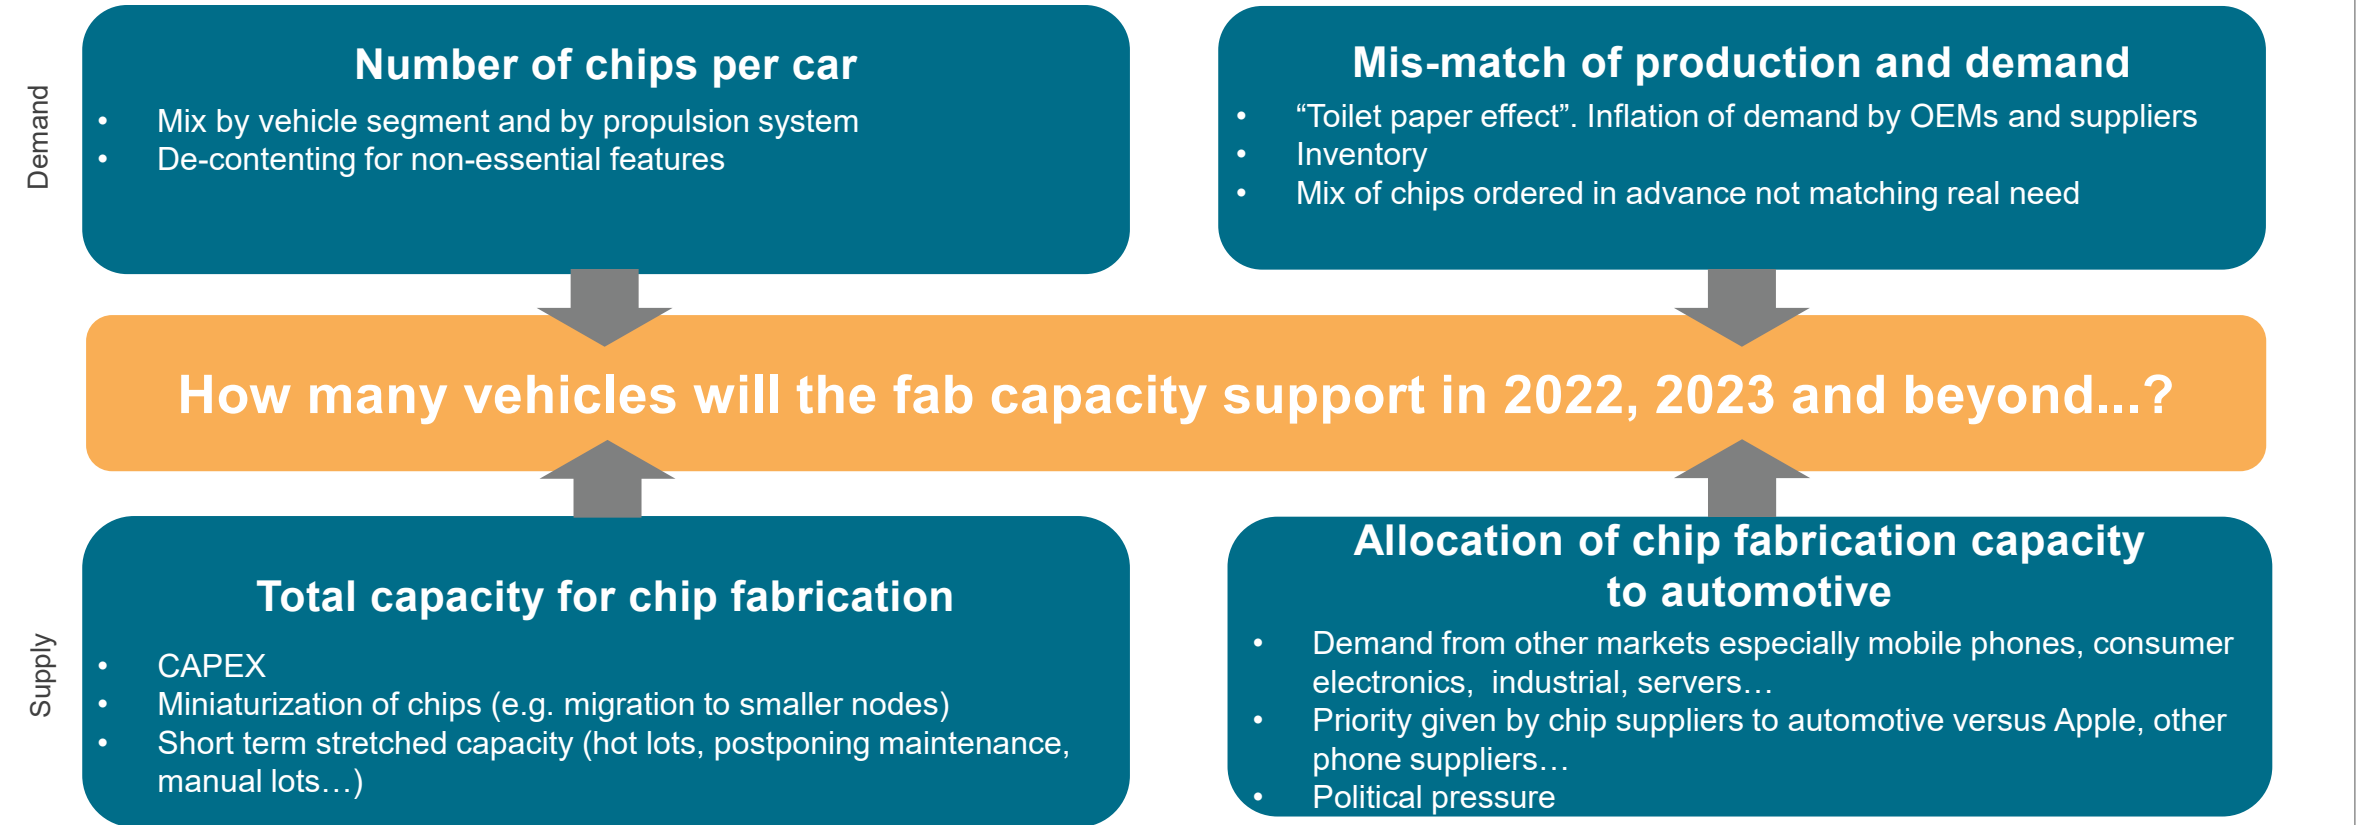 Demand
Number of chips per car
• Mix by vehicle segment and by propulsion system
• De-contenting for non-essential features
Mis-match of production and demand
• “Toilet paper effect”. Inflation of demand by OEMs and suppliers
• Inventory
• Mix of chips ordered in advance not matching real need
How many vehicles will the fab capacity support in 2022, 2023 and beyond...?
Supply
Total capacity for chip fabrication
• CAPEX
• Miniaturization of chips (e.g. migration to smaller nodes)
• Short term stretched capacity (hot lots, postponing maintenance,
manual lots…)
Allocation of chip fabrication capacity
to automotive
• Demand from other markets especially mobile phones, consumer
electronics, industrial, servers…
• Priority given by chip suppliers to automotive versus Apple, other
phone suppliers…
• Political pressure